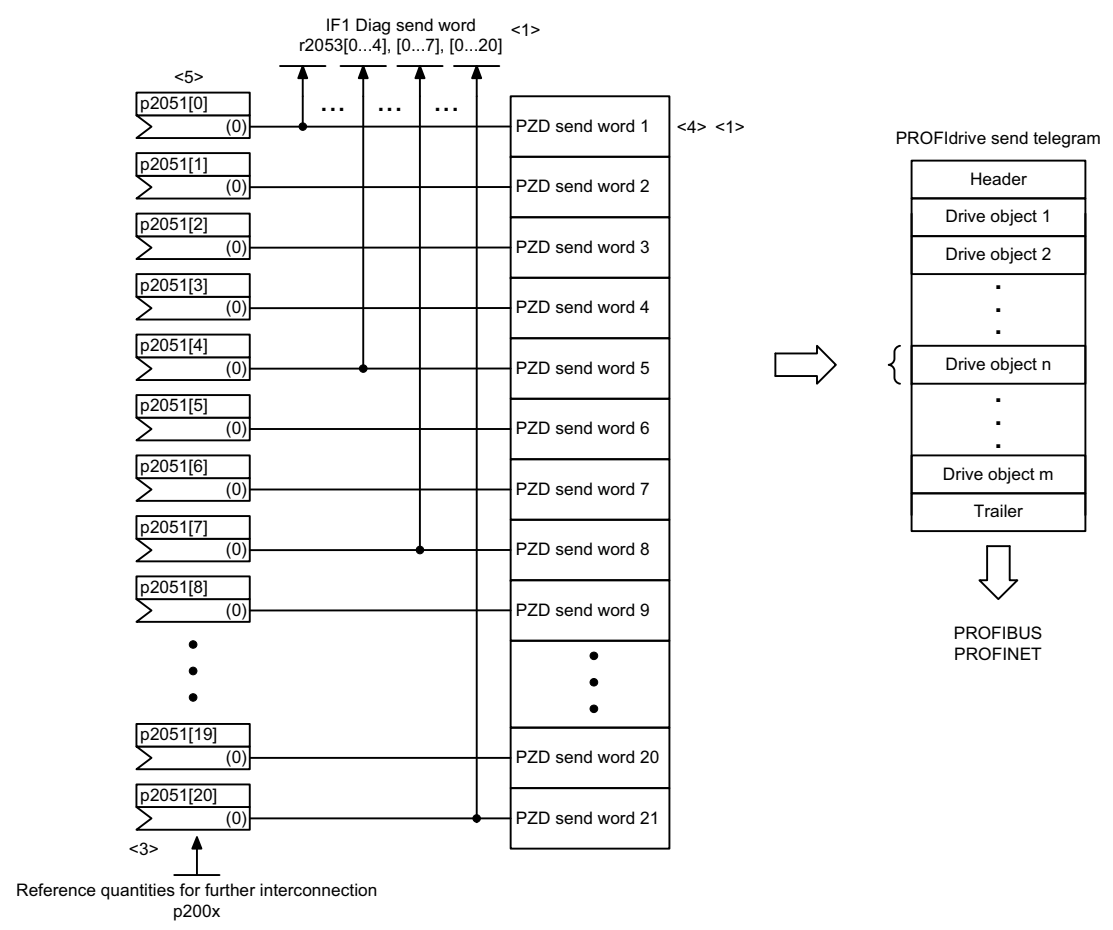 IF1 Diag send word <1>
r2053[0...4], [0...7], [0...20]
<5>
... ... ...
p2051[0]
(0) PZD send word 1 <4> <1>
p2051[1]
(0) PZD send word 2
p2051[2]
(0) PZD send word 3
p2051[3]
(0) PZD send word 4
p2051[4]
(0) PZD send word 5
p2051[5]
(0) PZD send word 6
p2051[6]
(0) PZD send word 7
p2051[7]
(0) PZD send word 8
p2051[8]
(0) PZD send word 9
p2051[19]
(0) PZD send word 20
p2051[20]
(0) PZD send word 21
<3>
Reference quantities for further interconnection
p200x
PROFIdrive send telegram
Header
Drive object 1
Drive object 2
Drive object n
Drive object m
Trailer
PROFIBUS
PROFINET